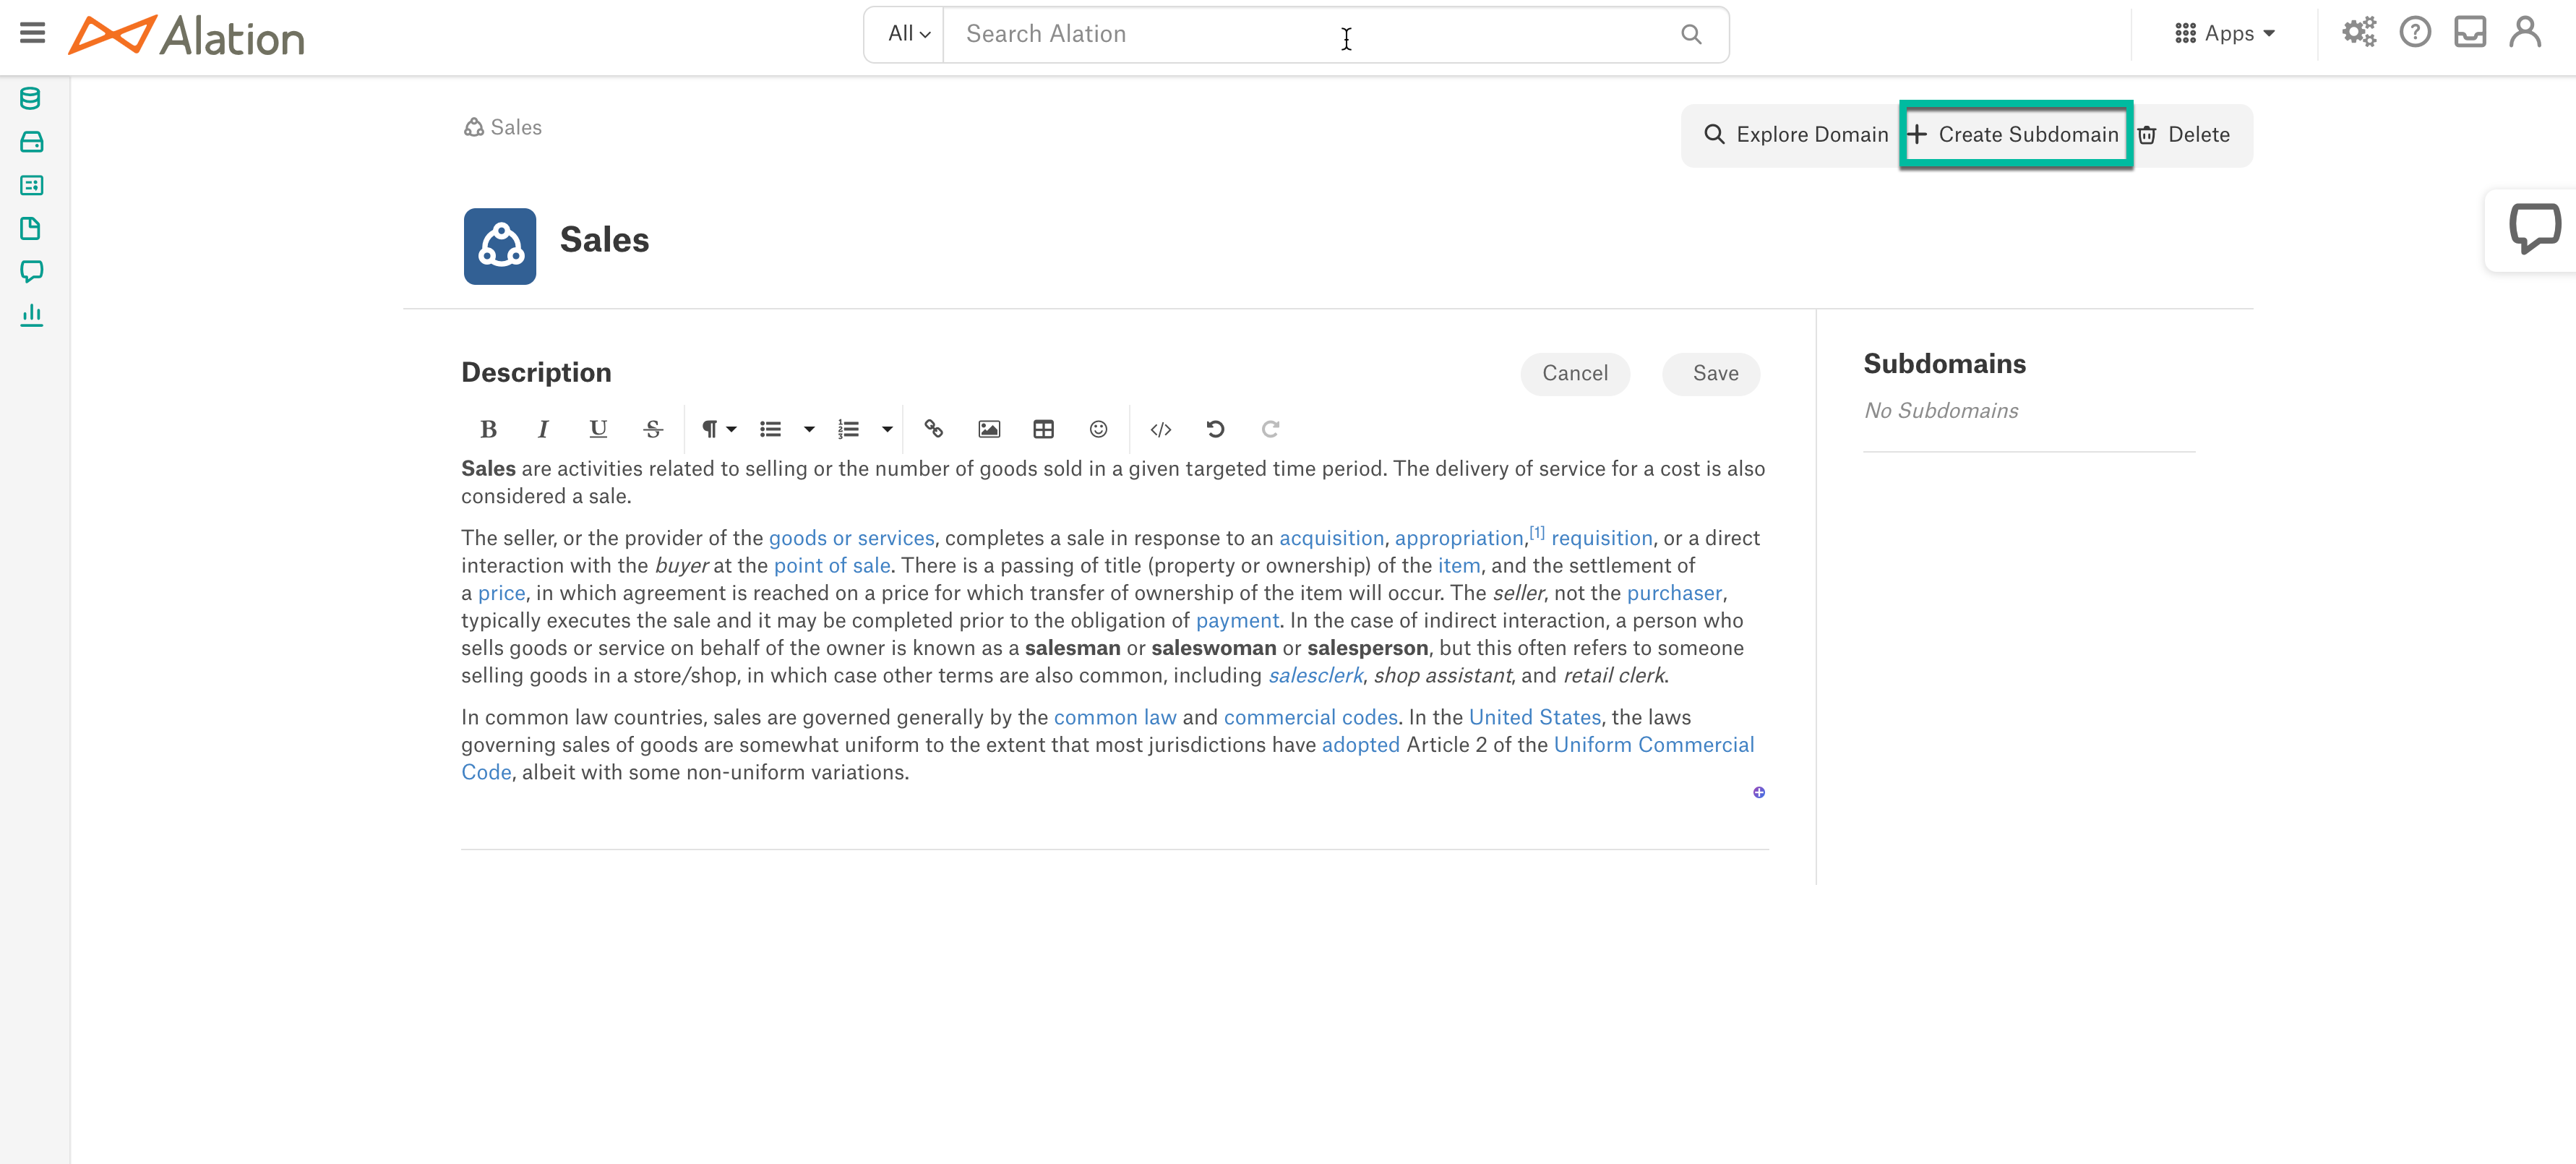 Alation
All
Search Alation
Apps
Sales
Explore Domain
Create Subdomain
Delete
Sales
Description
Cancel
Save
B I U S
Sales are activities related to selling or the number of goods sold in a given targeted time period. The delivery of service for a cost is also
considered a sale.
The seller, or the provider of the goods or services, completes a sale in response to an acquisition, appropriation,[1] requisition, or a direct
interaction with the buyer at the point of sale. There is a passing of title (property or ownership) of the item, and the settlement of
a price, in which agreement is reached on a price for which transfer of ownership of the item will occur. The seller, not the purchaser,
typically executes the sale and it may be completed prior to the obligation of payment. In the case of indirect interaction, a person who
sells goods or service on behalf of the owner is known as a salesman or saleswoman or salesperson, but this often refers to someone
selling goods in a store/shop, in which case other terms are also common, including salesclerk, shop assistant, and retail clerk.
In common law countries, sales are governed generally by the common law and commercial codes. In the United States, the laws
governing sales of goods are somewhat uniform to the extent that most jurisdictions have adopted Article 2 of the Uniform Commercial
Code, albeit with some non-uniform variations.
Subdomains
No Subdomains